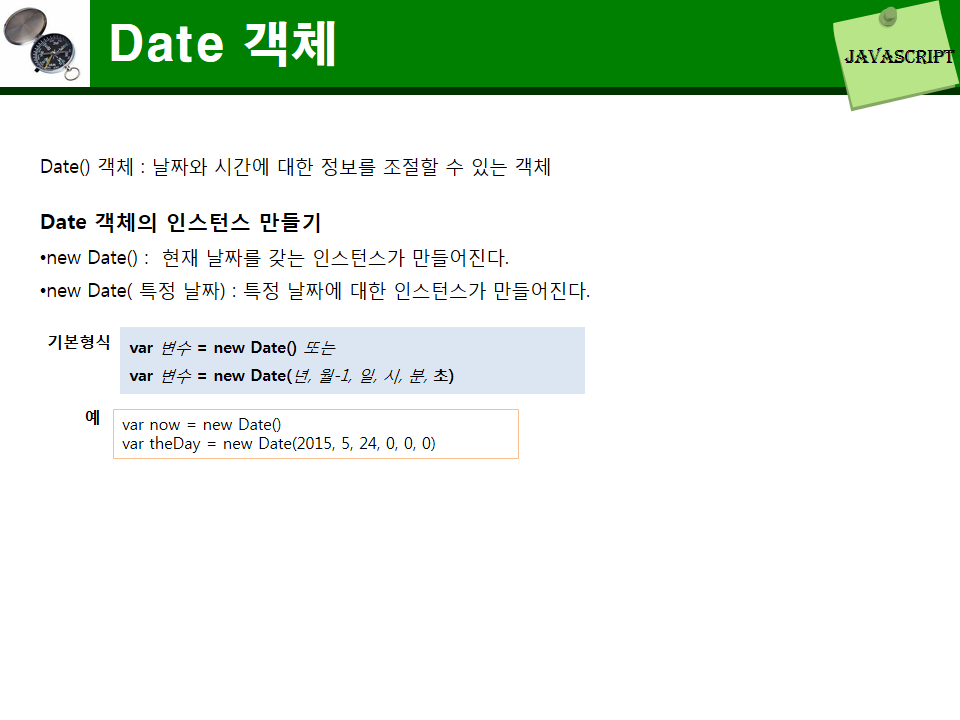 Date 객체
JAVASCRIPT
Date() 객체 : 날짜와 시간에 대한 정보를 조절할 수 있는 객체
Date 객체의 인스턴스 만들기
•new Date() : 현재 날짜를 갖는 인스턴스가 만들어진다.
•new Date( 특정 날짜) : 특정 날짜에 대한 인스턴스가 만들어진다.
기본형식
var 변수 = new Date() 또는
var 변수 = new Date(년, 월-1, 일, 시, 분, 초)
예
var now = new Date()
var theDay = new Date(2015, 5, 24, 0, 0, 0)